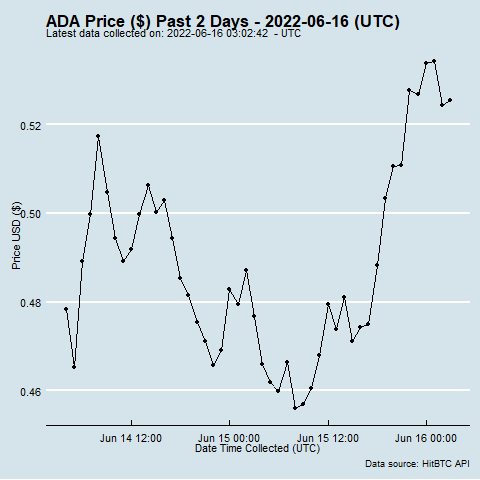 ADA Price ($) Past 2 Days - 2022-06-16 (UTC)
Latest data collected on: 2022-06-16 03:02:42  - UTC
Price USD ($)
0.52
0.50
0.48
0.46
Jun 14 12:00
Jun 15 00:00
Jun 15 12:00
Jun 16 00:00
Date Time Collected (UTC)
Data source: HitBTC API